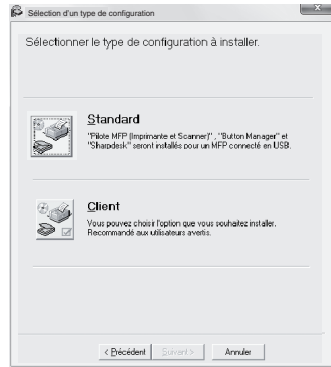 Sélection d'un type de configuration
Sélectionner le type de configuration à installer.
Standard
"Pilote MFP (Imprimante et Scanner)" , "Button Manager" et
"Sharpdesk" seront installés pour un MFP connecté en USB.
Client
Vous pouvez choisir l'option que vous souhaitez installer.
Recommandé aux utilisateurs avertis.
< Précédent
Suivant >
Annuler